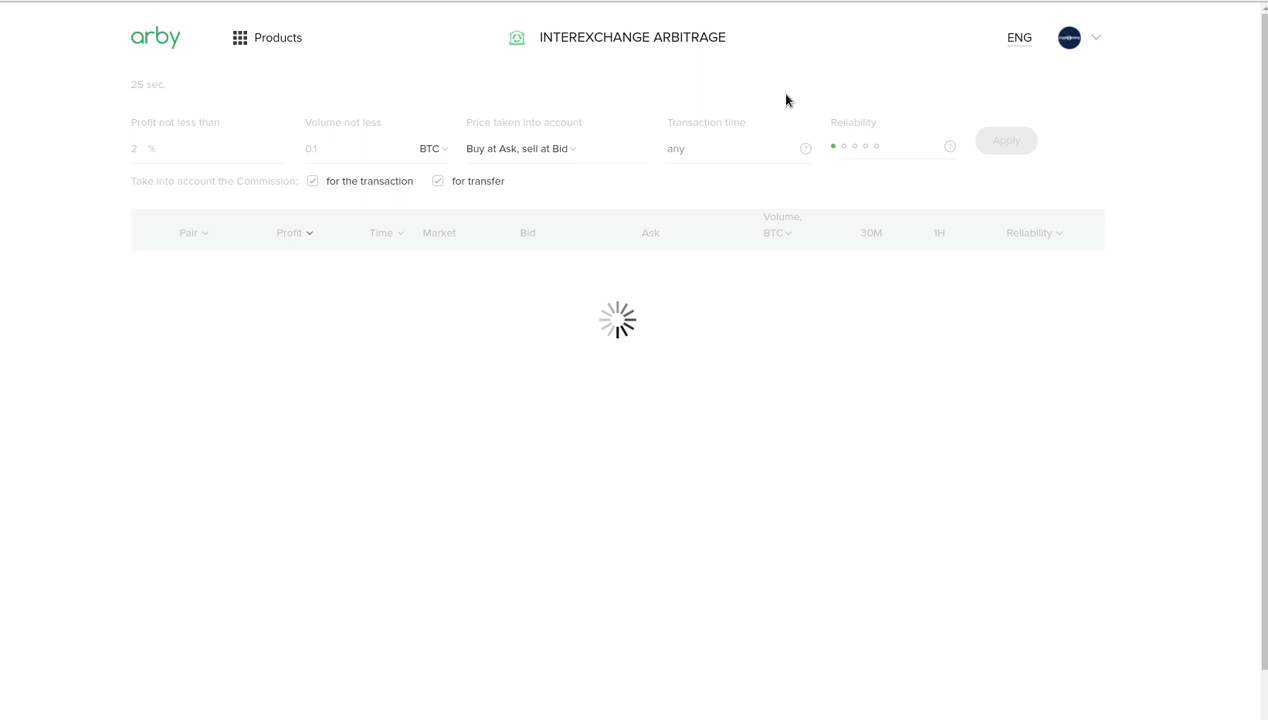 arby Products INTEREXCHANGE ARBITRAGE ENG
25 sec.
Profit not less than Volume not less Price taken into account Transaction time Reliability
2 % 0.1 BTC Buy at Ask, sell at Bid any ? ? Apply
Take into account the Commission: for the transaction for transfer
Pair Profit Time Market Bid Ask Volume, BTC 30M 1H Reliability